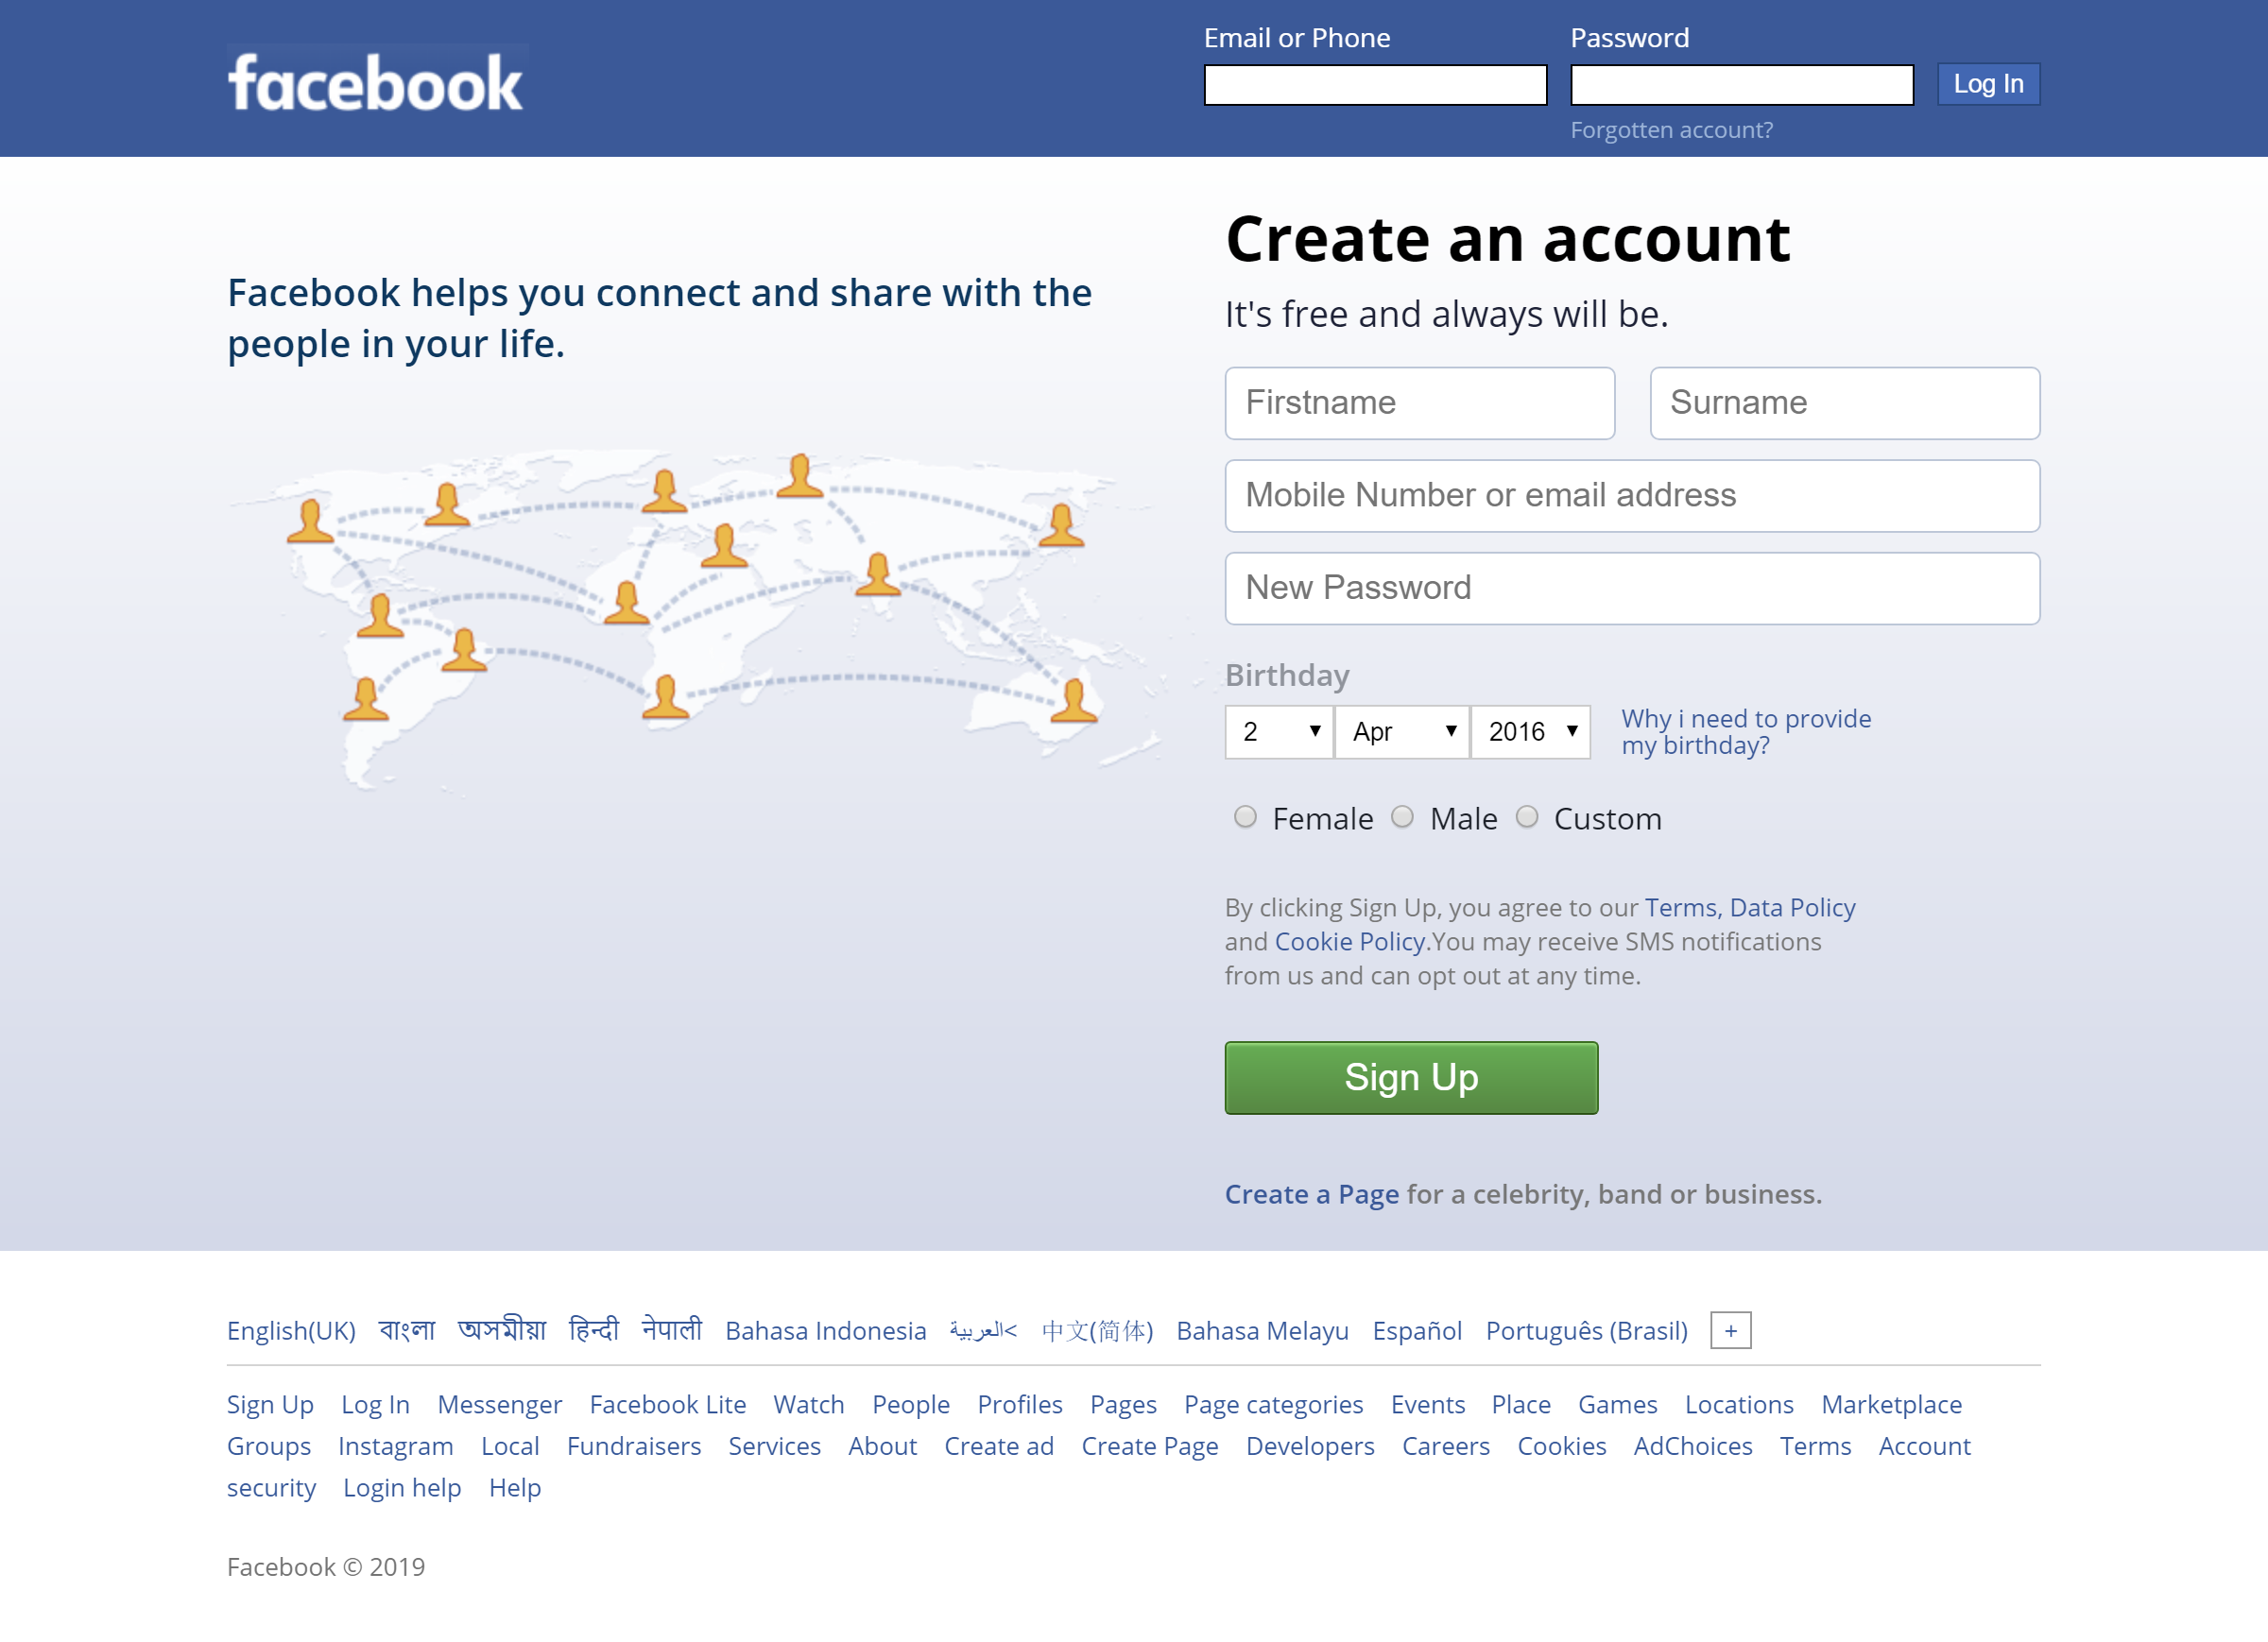 facebook
Email or Phone
Password
Log In
Forgotten account?
Facebook helps you connect and share with the
people in your life.
Create an account
It's free and always will be.
Firstname
Surname
Mobile Number or email address
New Password
Birthday
2
Apr
2016
Why i need to provide
my birthday?
Female
Male
Custom
By clicking Sign Up, you agree to our Terms, Data Policy
and Cookie Policy.You may receive SMS notifications
from us and can opt out at any time.
Sign Up
Create a Page for a celebrity, band or business.
English(UK) বাংলা অসমীয়া हिन्दी नेपाली Bahasa Indonesia العربية> 中文(简体) Bahasa Melayu Español Português (Brasil) +
Sign Up Log In Messenger Facebook Lite Watch People Profiles Pages Page categories Events Place Games Locations Marketplace
Groups Instagram Local Fundraisers Services About Create ad Create Page Developers Careers Cookies AdChoices Terms Account
security Login help Help
Facebook © 2019